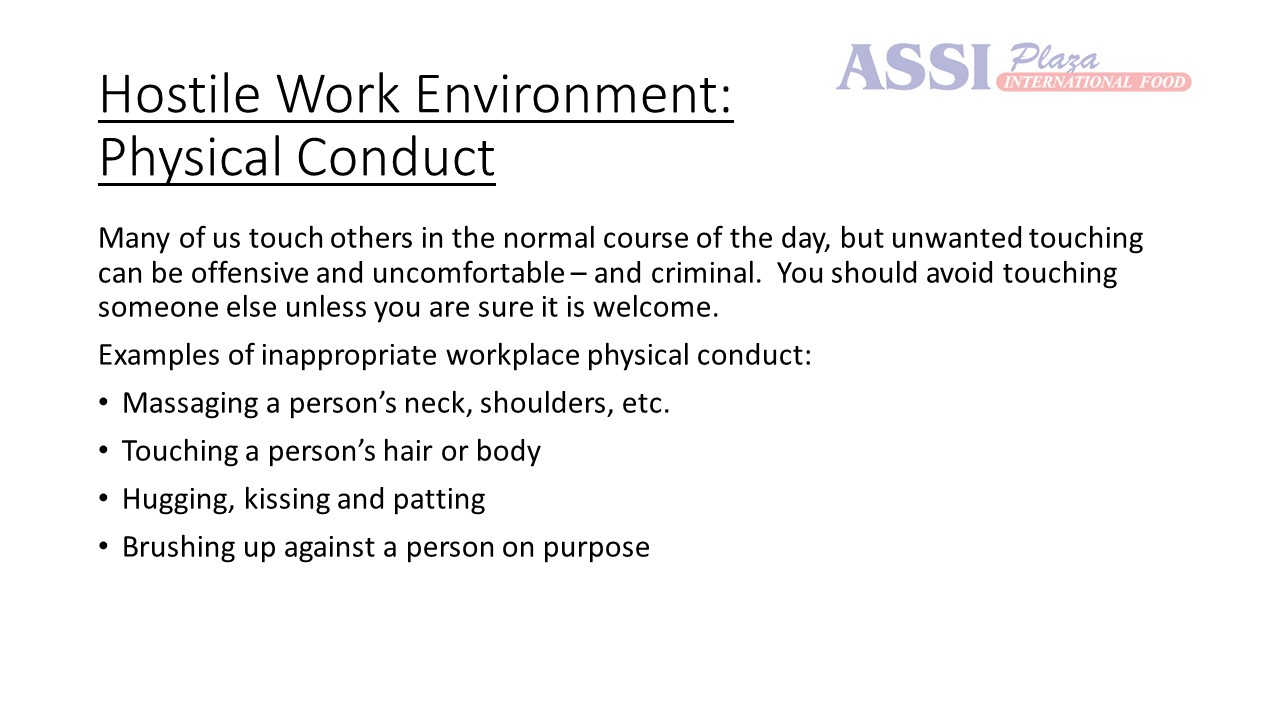 ASSI Plaza
INTERNATIONAL FOOD
Hostile Work Environment:
Physical Conduct
Many of us touch others in the normal course of the day, but unwanted touching
can be offensive and uncomfortable – and criminal.  You should avoid touching
someone else unless you are sure it is welcome.
Examples of inappropriate workplace physical conduct:
• Massaging a person’s neck, shoulders, etc.
• Touching a person’s hair or body
• Hugging, kissing and patting
• Brushing up against a person on purpose